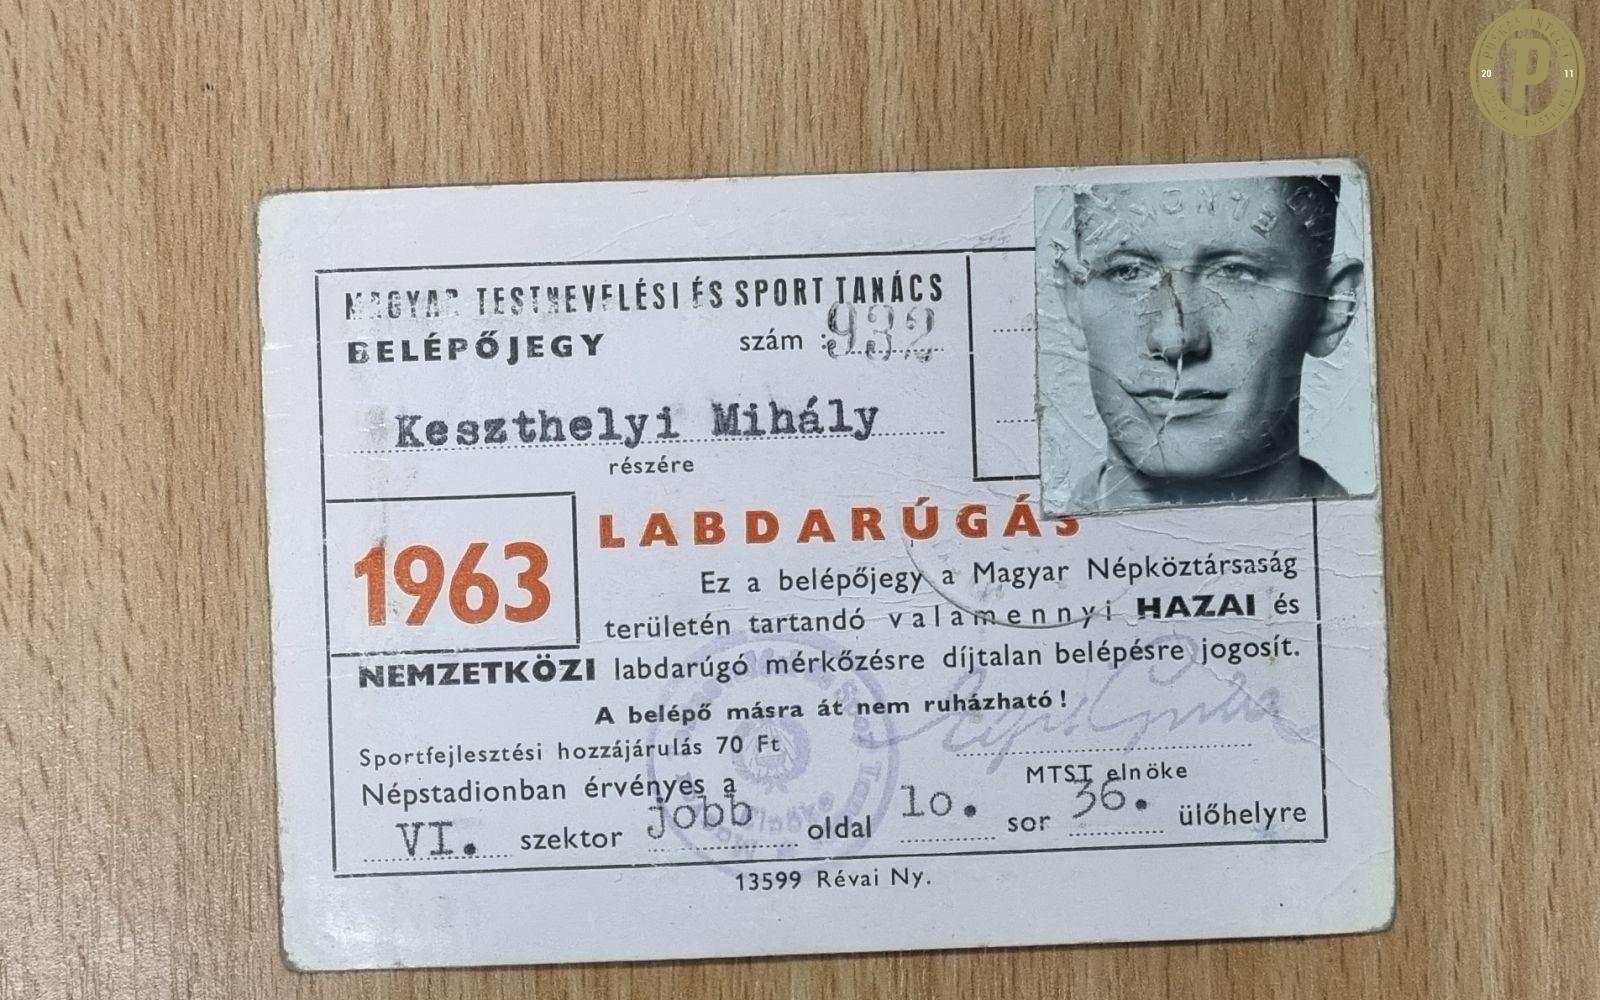 MAGYAR TESTNEVELÉSI ÉS SPORT TANÁCS
BELÉPŐJEGY szám: 932
Keszthelyi Mihály
részére
1963
LABDARÚGÁS
Ez a belépőjegy a Magyar Népköztársaság
területén tartandó valamennyi HAZAI és
NEMZETKÖZI labdarúgó mérkőzésre díjtalan belépésre jogosít.
A belépő másra át nem ruházható!
Sportfejlesztési hozzájárulás 70 Ft
MTST elnöke
Népstadionban érvényes a
VI. szektor jobb oldal 10. sor 36. ülőhelyre
13599 Révai Ny.
P
20 11